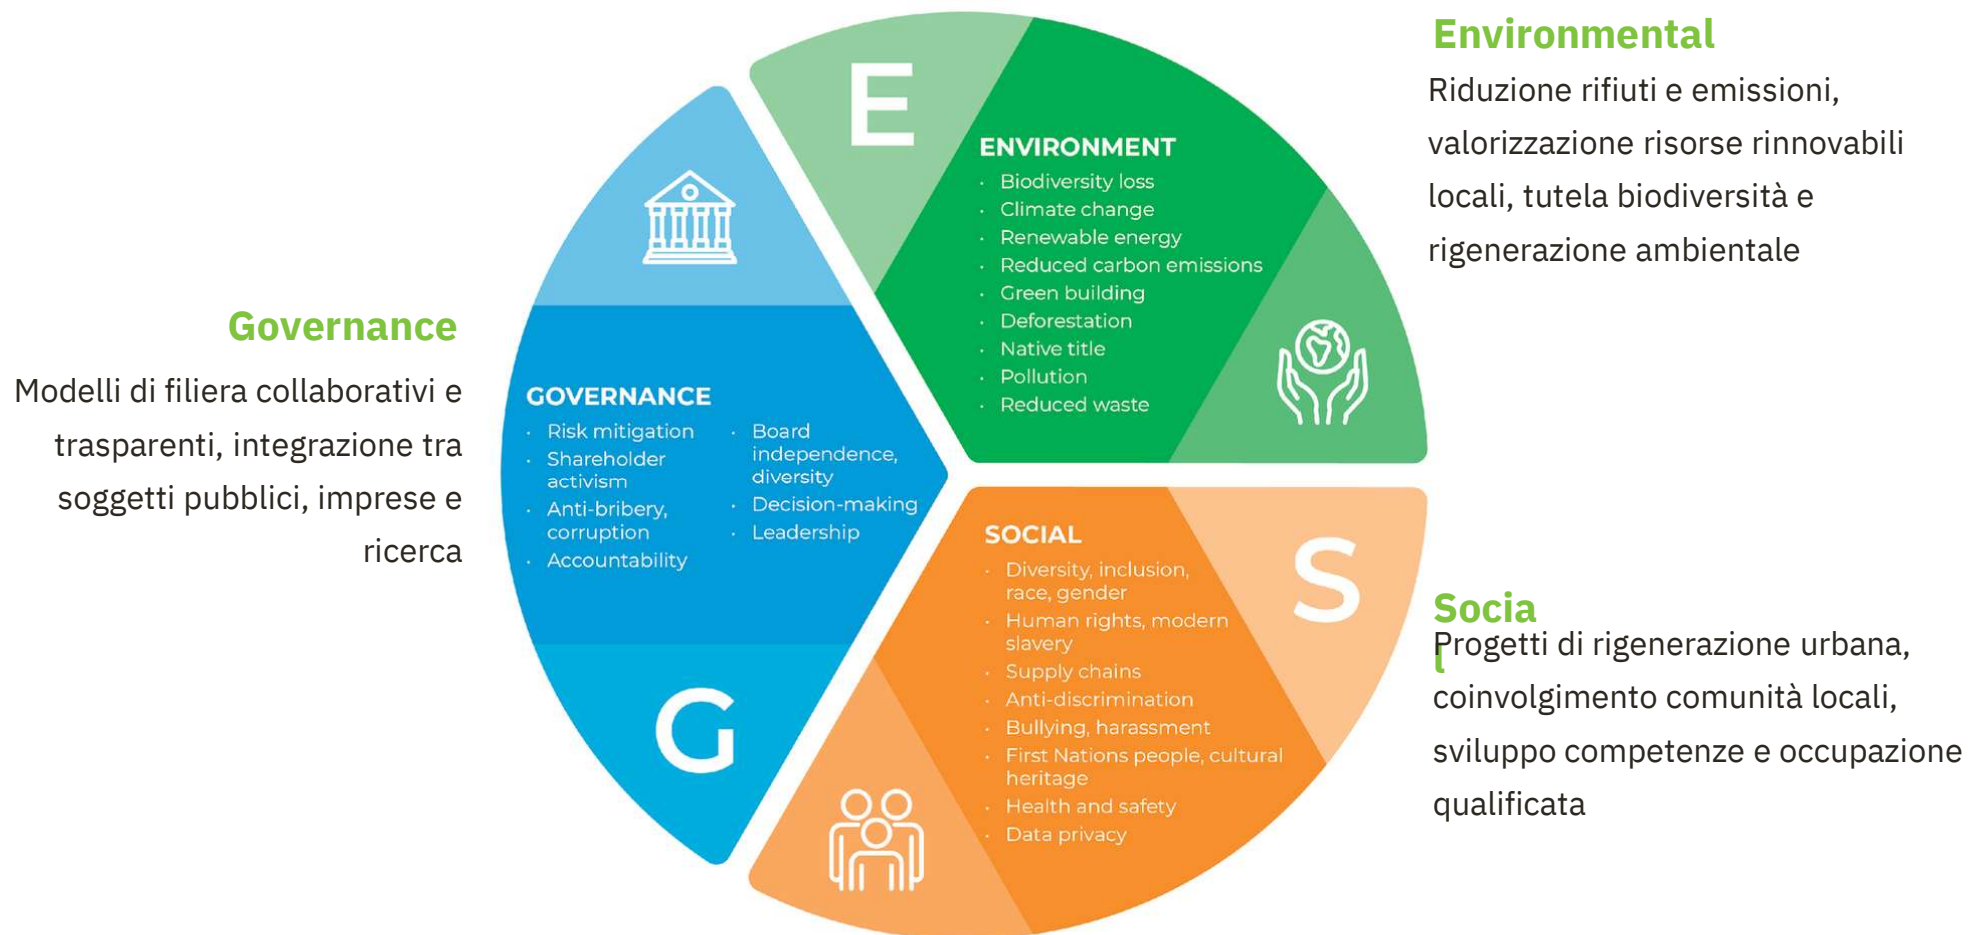 Environmental
Riduzione rifiuti e emissioni,
valorizzazione risorse rinnovabili
locali, tutela biodiversità e
rigenerazione ambientale
E
ENVIRONMENT
· Biodiversity loss
· Climate change
· Renewable energy
· Reduced carbon emissions
· Green building
· Deforestation
· Native title
· Pollution
· Reduced waste
Governance
Modelli di filiera collaborativi e
trasparenti, integrazione tra
soggetti pubblici, imprese e
ricerca
GOVERNANCE
· Risk mitigation
· Shareholder
activism
· Anti-bribery,
corruption
· Accountability
· Board
independence,
diversity
· Decision-making
· Leadership
G
SOCIAL
· Diversity, inclusion,
race, gender
· Human rights, modern
slavery
· Supply chains
· Anti-discrimination
· Bullying, harassment
· First Nations people, cultural
heritage
· Health and safety
· Data privacy
S
Socia
l
Progetti di rigenerazione urbana,
coinvolgimento comunità locali,
sviluppo competenze e occupazione
qualificata